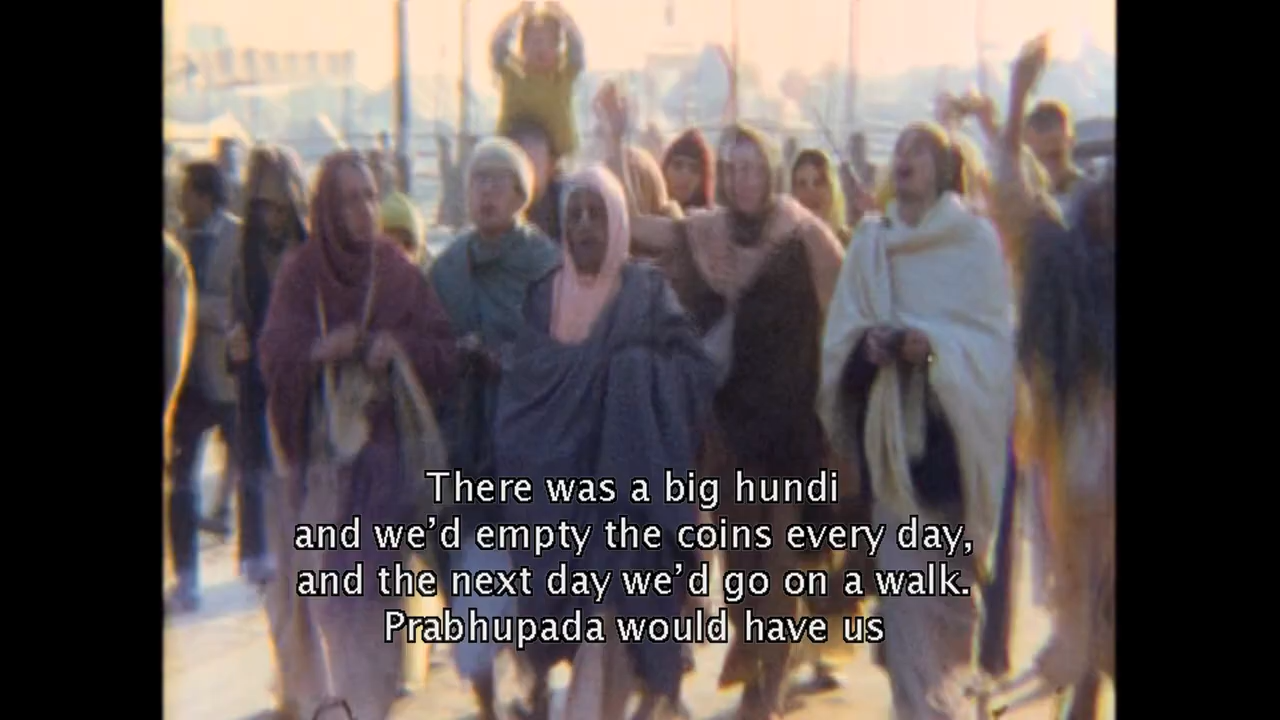 There was a big hundi
and we’d empty the coins every day,
and the next day we’d go on a walk.
Prabhupada would have us